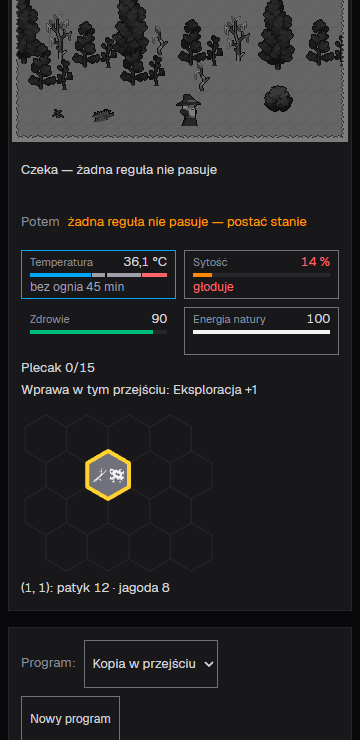 Czeka — żadna reguła nie pasuje
Potem żadna reguła nie pasuje — postać stanie
Temperatura 36,1 °C
bez ognia 45 min
Sytość 14 %
głoduje
Zdrowie 90
Energia natury 100
Plecak 0/15
Wprawa w tym przejściu: Eksploracja +1
(1, 1): patyk 12 · jagoda 8
Program: Kopia w przejściu
Nowy program